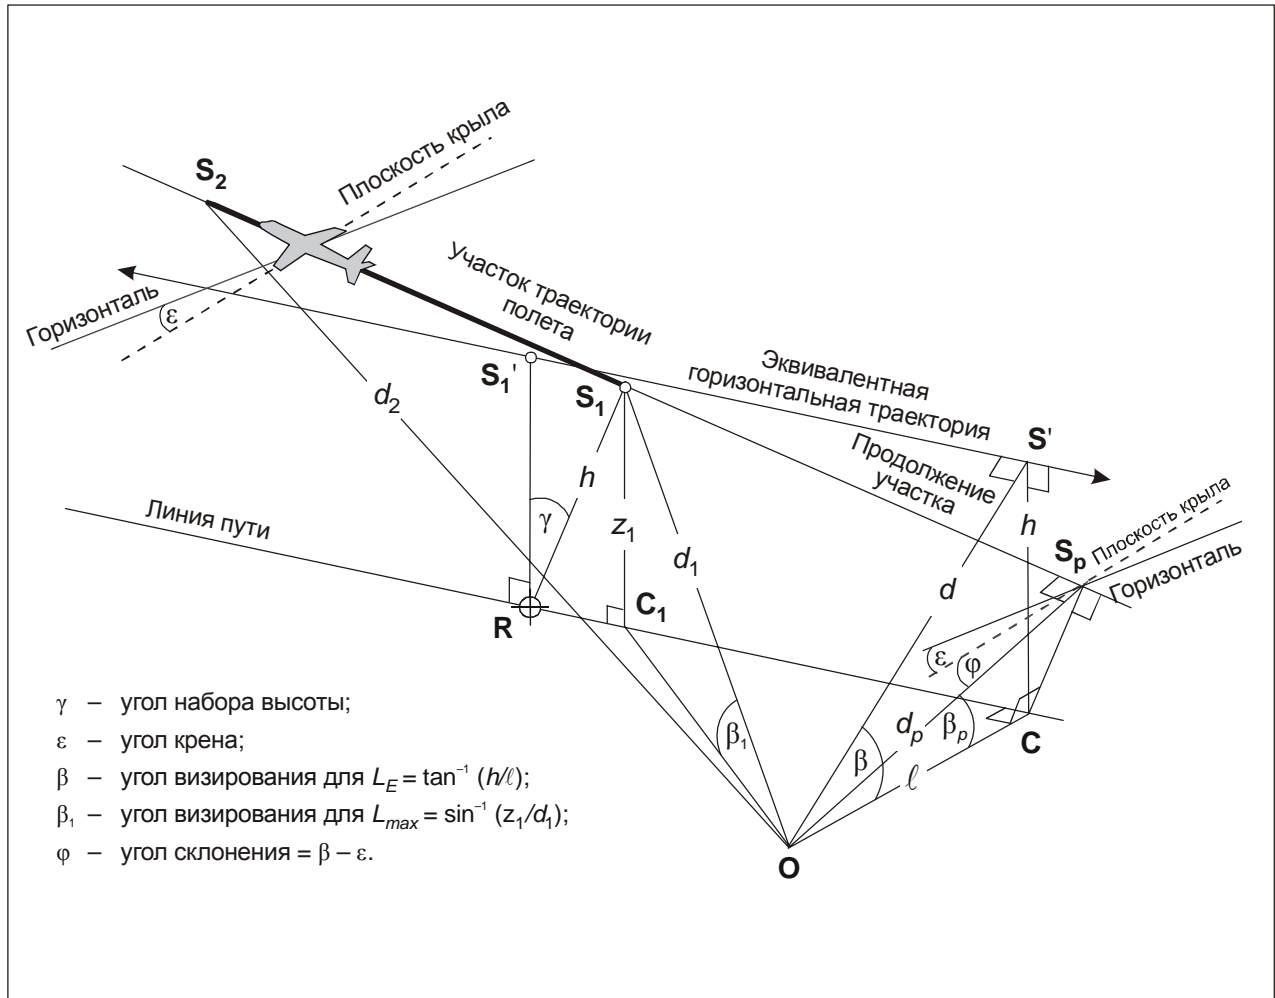 Плоскость крыла
S₂
Участок траектории
полета
Горизонталь
ε
Эквивалентная
горизонтальная траектория
S₁'
S₁
d₂
S'
Продолжение
участка
Плоскость крыла
h
h
Линия пути
γ
z₁
Sₚ
d₁
Горизонталь
d
C₁
R
ε
φ
γ – угол набора высоты;
dₚ
βₚ
β₁
C
ε – угол крена;
β
ℓ
β – угол визирования для L_E = tan⁻¹ (h/ℓ);
β₁ – угол визирования для L_max = sin⁻¹ (z₁/d₁);
φ – угол склонения = β – ε.
O